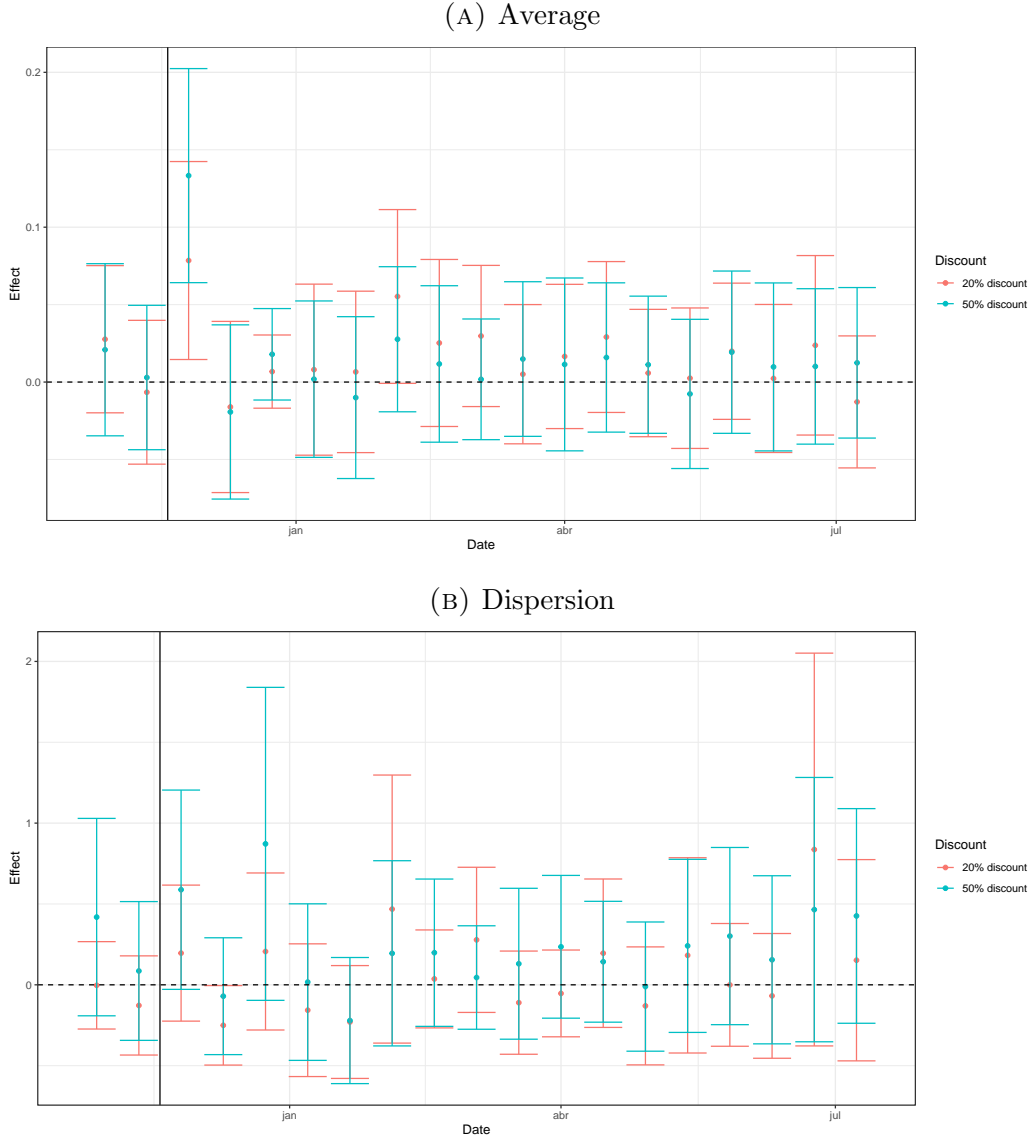 (A) Average
0.2
0.1
0.0
Effect
jan
abr
jul
Date
Discount
20% discount
50% discount
(B) Dispersion
2
1
0
Effect
jan
abr
jul
Date
Discount
20% discount
50% discount